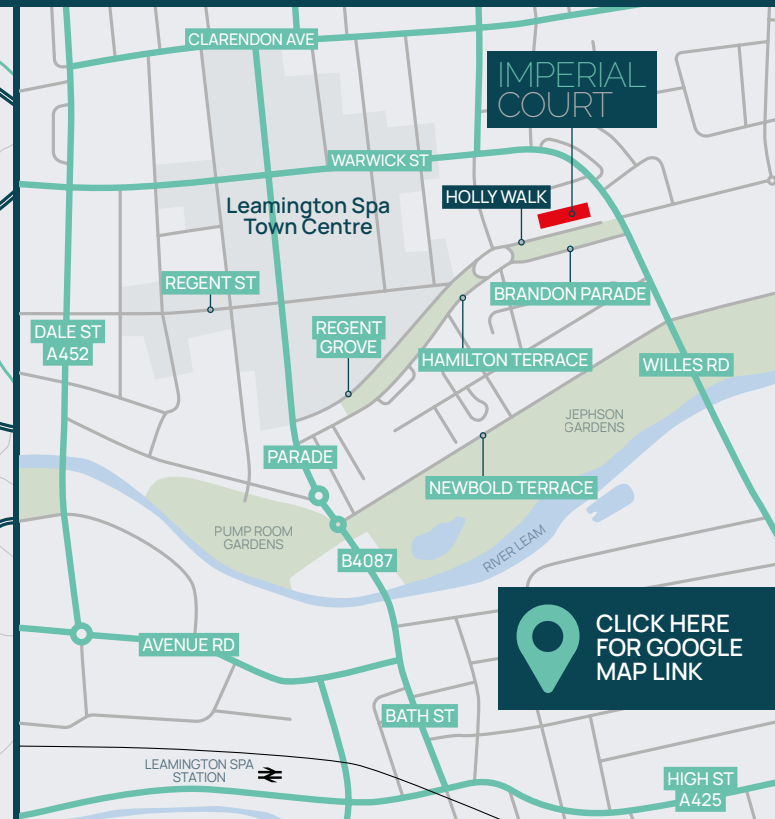 CLARENDON AVE
IMPERIAL
COURT
WARWICK ST
HOLLY WALK
Leamington Spa
Town Centre
REGENT ST
BRANDON PARADE
REGENT
GROVE
DALE ST
A452
HAMILTON TERRACE
WILLES RD
JEPHSON
GARDENS
PARADE
NEWBOLD TERRACE
PUMP ROOM
GARDENS
RIVER LEAM
B4087
CLICK HERE
FOR GOOGLE
MAP LINK
AVENUE RD
BATH ST
LEAMINGTON SPA
STATION
HIGH ST
A425